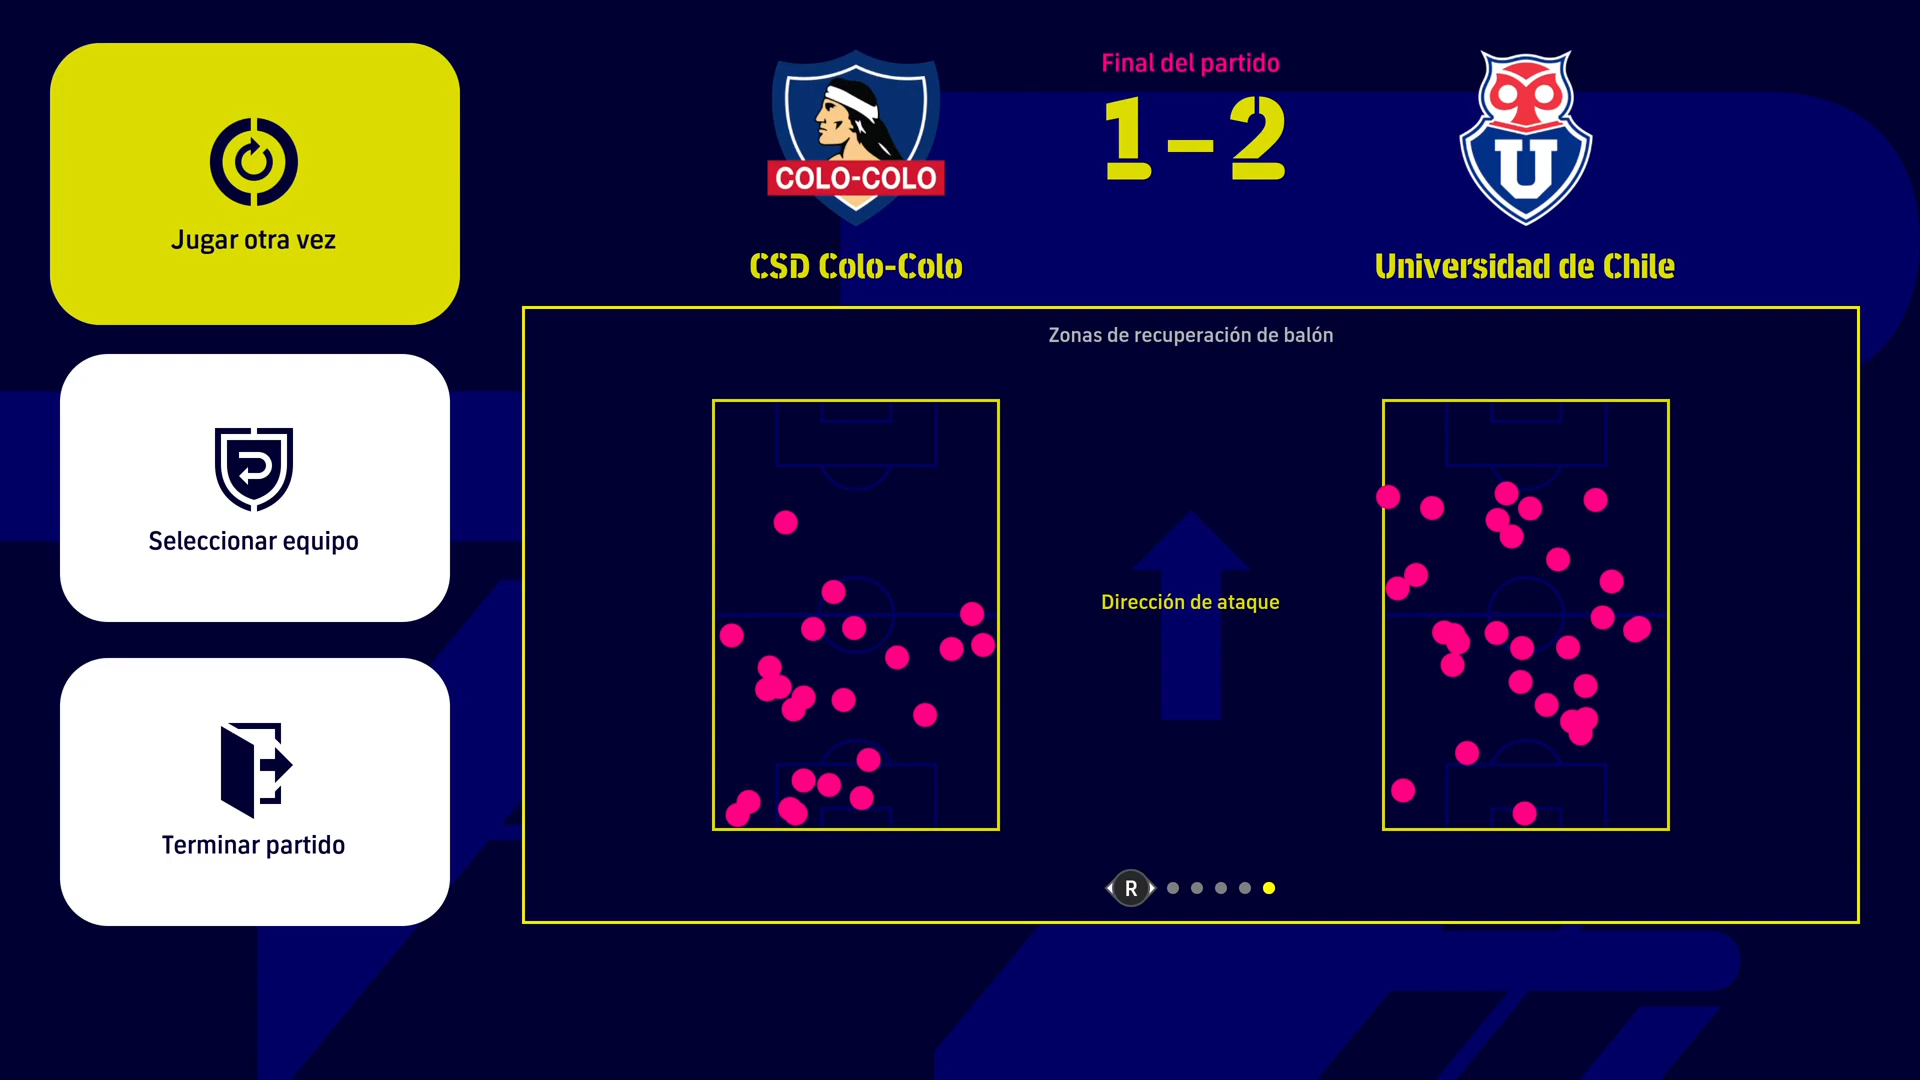 Jugar otra vez
Seleccionar equipo
Terminar partido
Final del partido
1-2
COLO-COLO
U
CSD Colo-Colo
Universidad de Chile
Zonas de recuperación de balón
Dirección de ataque
R